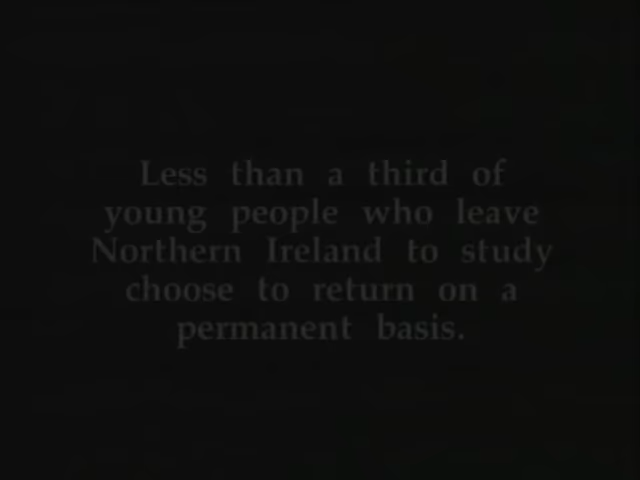 Less than a third of
young people who leave
Northern Ireland to study
choose to return on a
permanent basis.